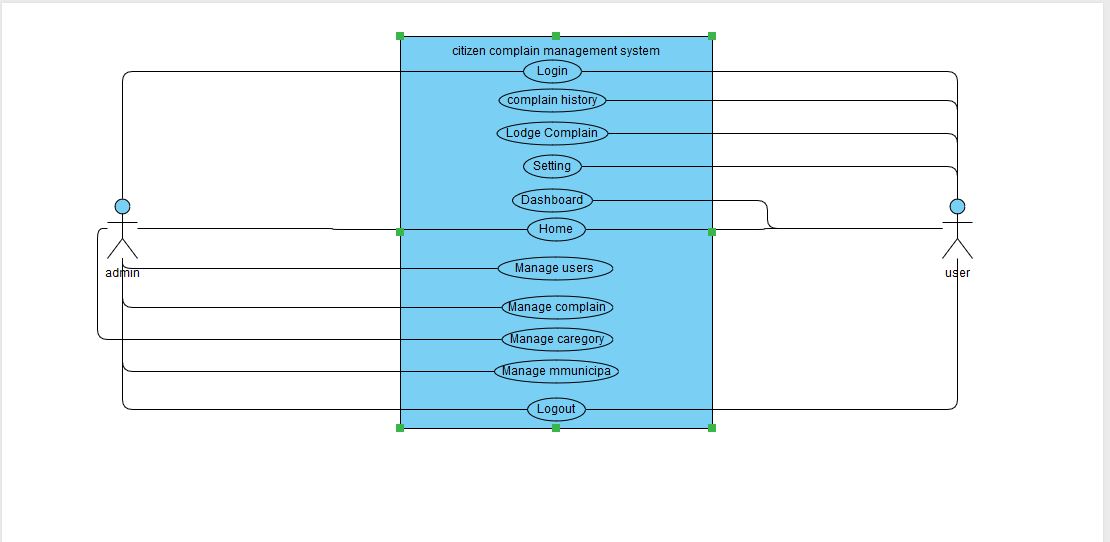 citizen complain management system
Login
complain history
Lodge Complain
Setting
Dashboard
Home
Manage users
admin
user
Manage complain
Manage caregory
Manage mmunicipa
Logout